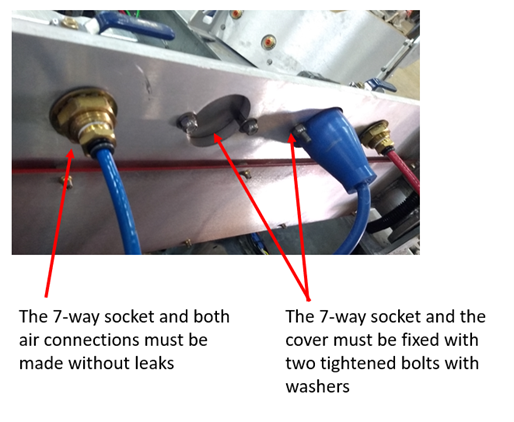 The 7-way socket and both
air connections must be
made without leaks
The 7-way socket and the
cover must be fixed with
two tightened bolts with
washers